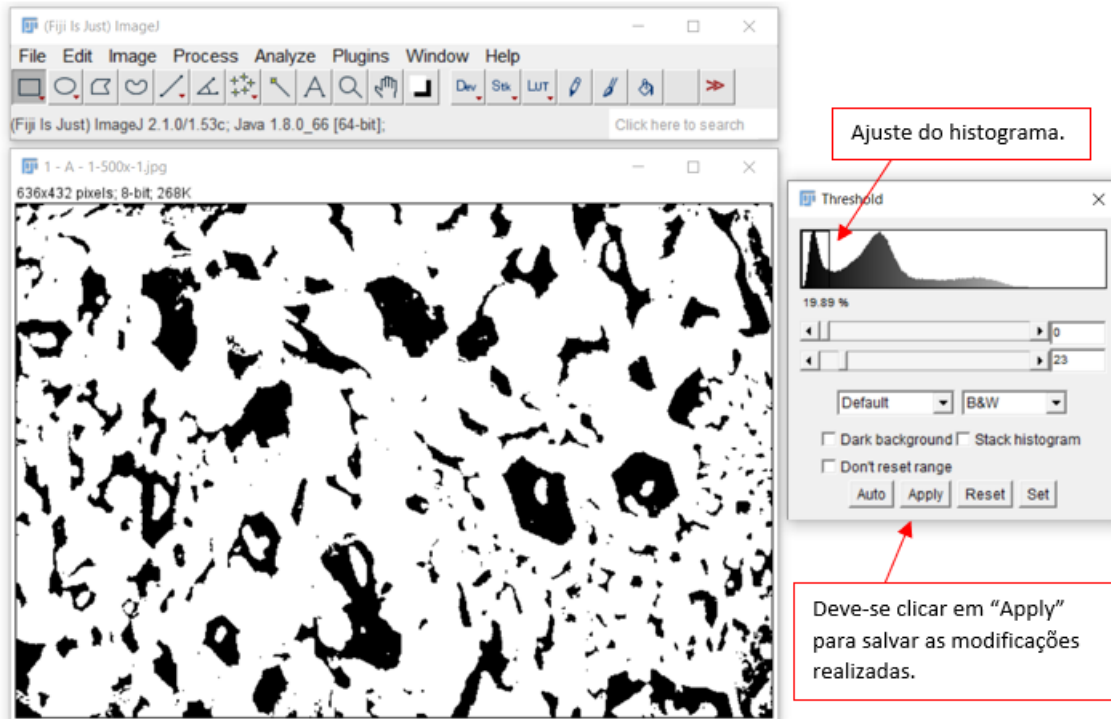 (Fiji Is Just) ImageJ
File Edit Image Process Analyze Plugins Window Help
Dev Stk LUT
(Fiji Is Just) ImageJ 2.1.0/1.53c; Java 1.8.0_66 [64-bit];
Click here to search
1 - A - 1-500x-1.jpg
636x432 pixels; 8-bit; 268K
Ajuste do histograma.
Threshold
19.89 %
0
23
Default B&W
Dark background Stack histogram
Don't reset range
Auto Apply Reset Set
Deve-se clicar em “Apply”
para salvar as modificações
realizadas.